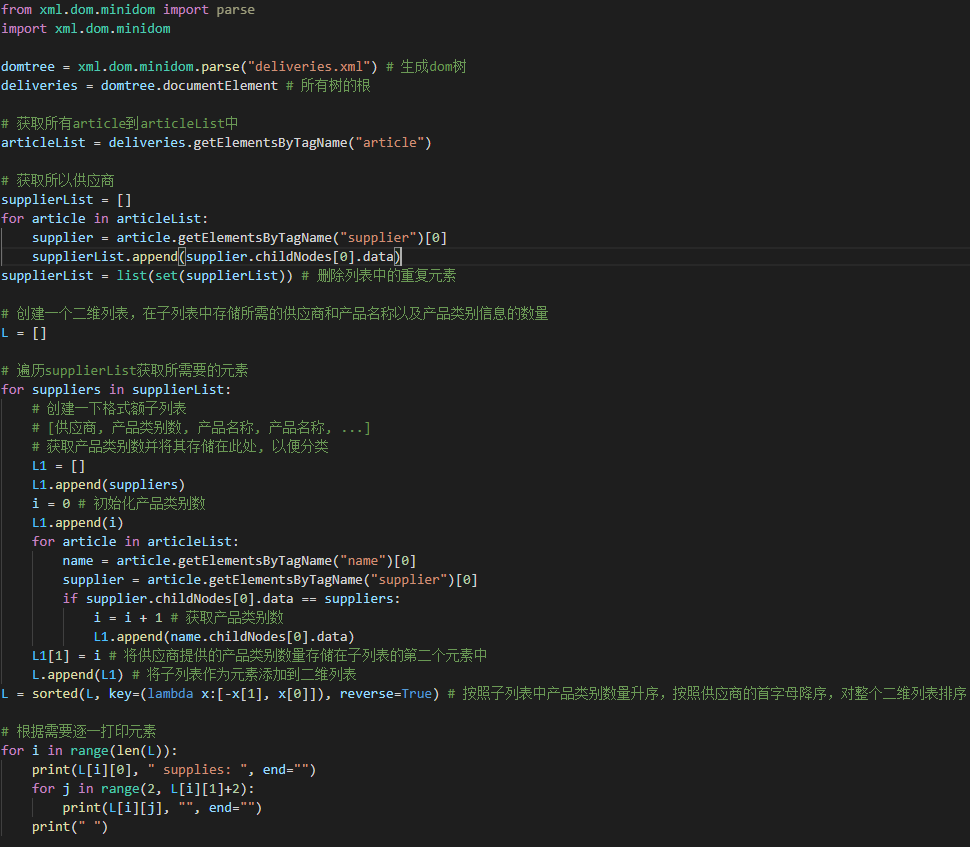 from xml.dom.minidom import parse
import xml.dom.minidom

domtree = xml.dom.minidom.parse("deliveries.xml") # 生成dom树
deliveries = domtree.documentElement # 所有树的根

# 获取所有article到articleList中
articleList = deliveries.getElementsByTagName("article")

# 获取所以供应商
supplierList = []
for article in articleList:
    supplier = article.getElementsByTagName("supplier")[0]
    supplierList.append(supplier.childNodes[0].data)
supplierList = list(set(supplierList)) # 删除列表中的重复元素

# 创建一个二维列表，在子列表中存储所需的供应商和产品名称以及产品类别信息的数量
L = []

# 遍历supplierList获取所需要的元素
for suppliers in supplierList:
    # 创建一下格式额子列表
    # [供应商, 产品类别数, 产品名称, 产品名称, ...]
    # 获取产品类别数并将其存储在此处, 以便分类
    L1 = []
    L1.append(suppliers)
    i = 0 # 初始化产品类别数
    L1.append(i)
    for article in articleList:
        name = article.getElementsByTagName("name")[0]
        supplier = article.getElementsByTagName("supplier")[0]
        if supplier.childNodes[0].data == suppliers:
            i = i + 1 # 获取产品类别数
            L1.append(name.childNodes[0].data)
    L1[1] = i # 将供应商提供的产品类别数量存储在子列表的第二个元素中
    L.append(L1) # 将子列表作为元素添加到二维列表
L = sorted(L, key=(lambda x:[-x[1], x[0]]), reverse=True) # 按照子列表中产品类别数量升序，按照供应商的首字母降序，对整个二维列表排序

# 根据需要逐一打印元素
for i in range(len(L)):
    print(L[i][0], " supplies: ", end="")
    for j in range(2, L[i][1]+2):
        print(L[i][j], "", end="")
    print(" ")